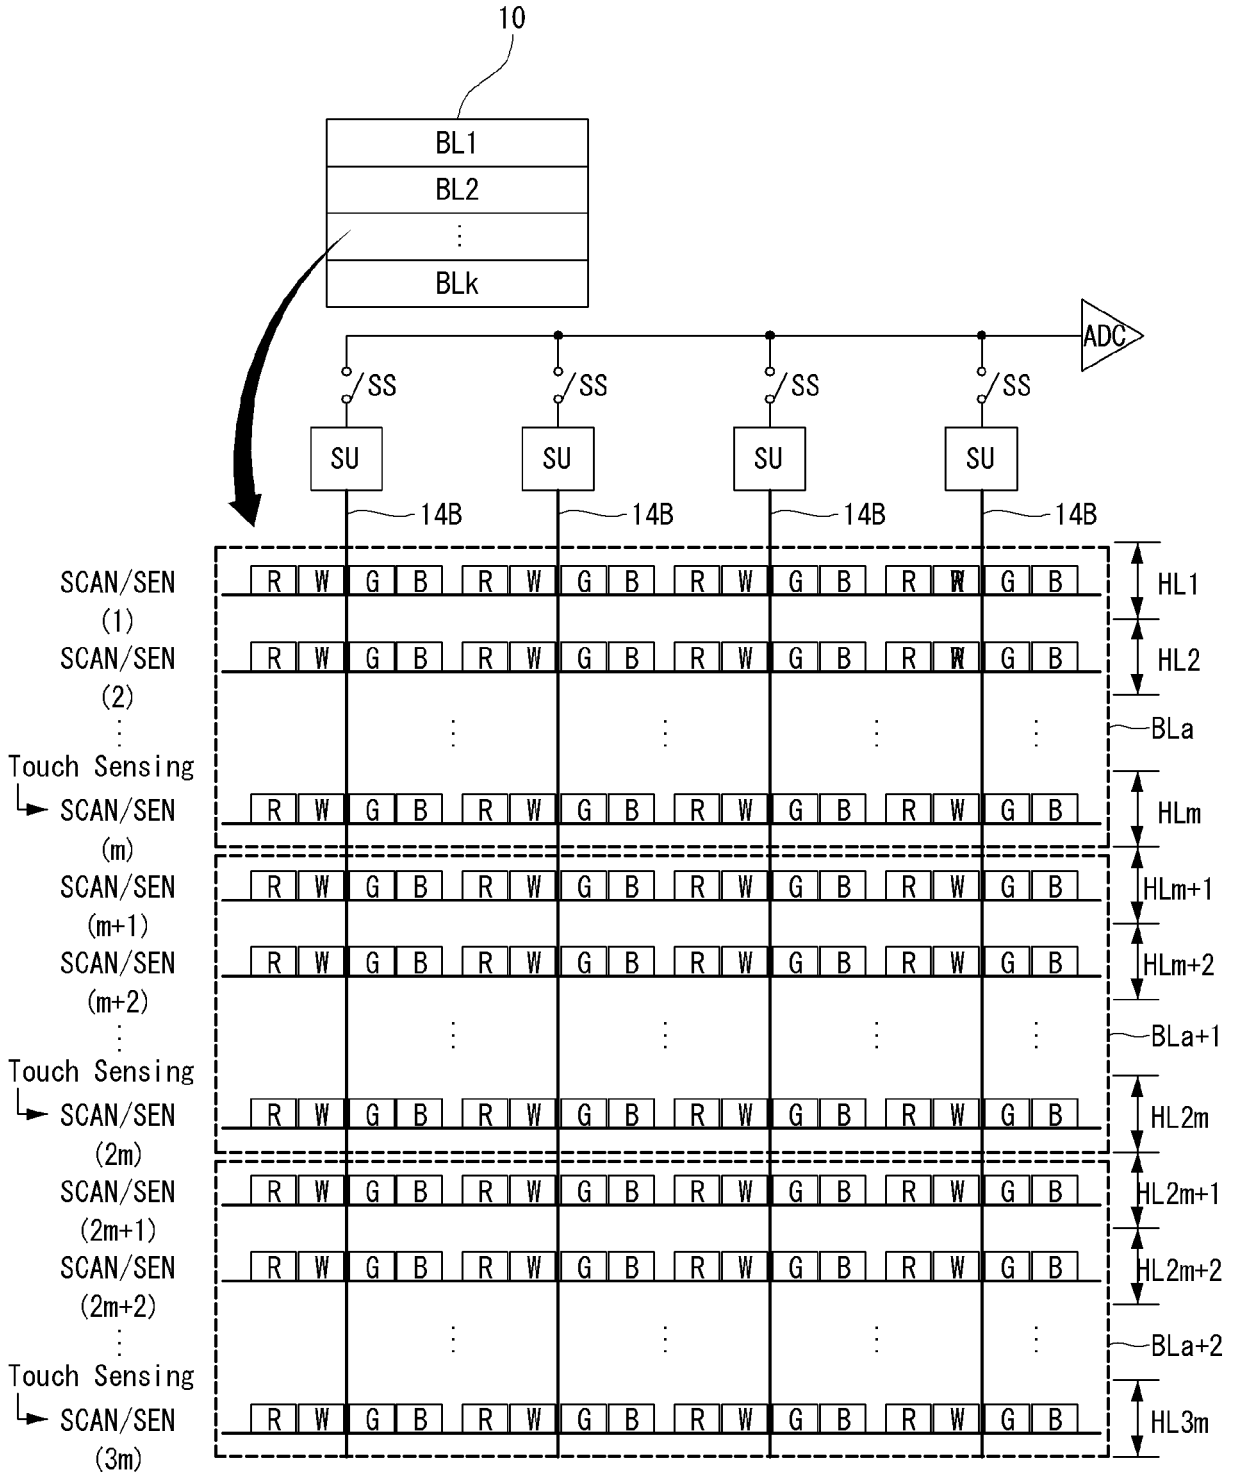 10
BL1
BL2
⋮
BLk
ADC
SS SS SS SS
SU SU SU SU
14B 14B 14B 14B
SCAN/SEN R W G B R W G B R W G B R W G B HL1
(1)
SCAN/SEN R W G B R W G B R W G B R W G B HL2
(2)
⋮ ⋮ ⋮ ⋮ ⋮ BLa
Touch Sensing
SCAN/SEN R W G B R W G B R W G B R W G B HLm
(m)
SCAN/SEN R W G B R W G B R W G B R W G B HLm+1
(m+1)
SCAN/SEN R W G B R W G B R W G B R W G B HLm+2
(m+2)
⋮ ⋮ ⋮ ⋮ ⋮ BLa+1
Touch Sensing
SCAN/SEN R W G B R W G B R W G B R W G B HL2m
(2m)
SCAN/SEN R W G B R W G B R W G B R W G B HL2m+1
(2m+1)
SCAN/SEN R W G B R W G B R W G B R W G B HL2m+2
(2m+2)
⋮ ⋮ ⋮ ⋮ ⋮ BLa+2
Touch Sensing
SCAN/SEN R W G B R W G B R W G B R W G B HL3m
(3m)